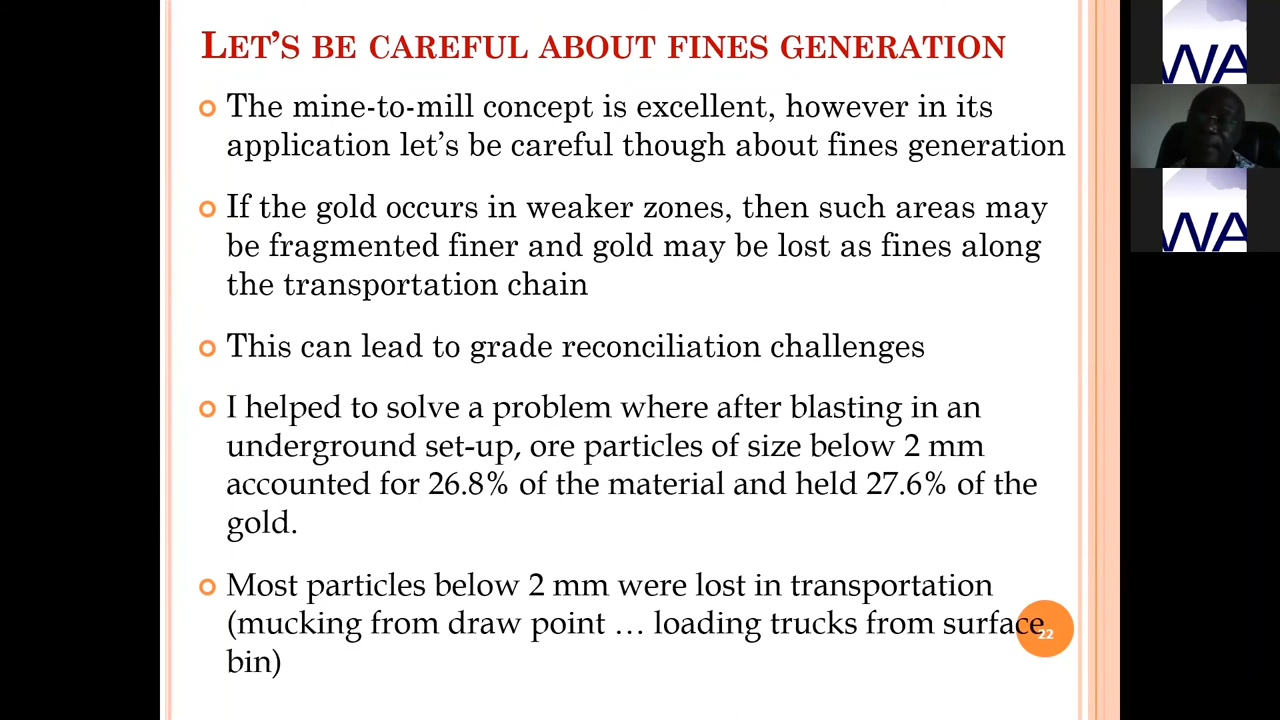 LET'S BE CAREFUL ABOUT FINES GENERATION
The mine-to-mill concept is excellent, however in its
application let's be careful though about fines generation
If the gold occurs in weaker zones, then such areas may
be fragmented finer and gold may be lost as fines along
the transportation chain
This can lead to grade reconciliation challenges
I helped to solve a problem where after blasting in an
underground set-up, ore particles of size below 2 mm
accounted for 26.8% of the material and held 27.6% of the
gold.
Most particles below 2 mm were lost in transportation
(mucking from draw point … loading trucks from surface
bin)
22
WA
WA